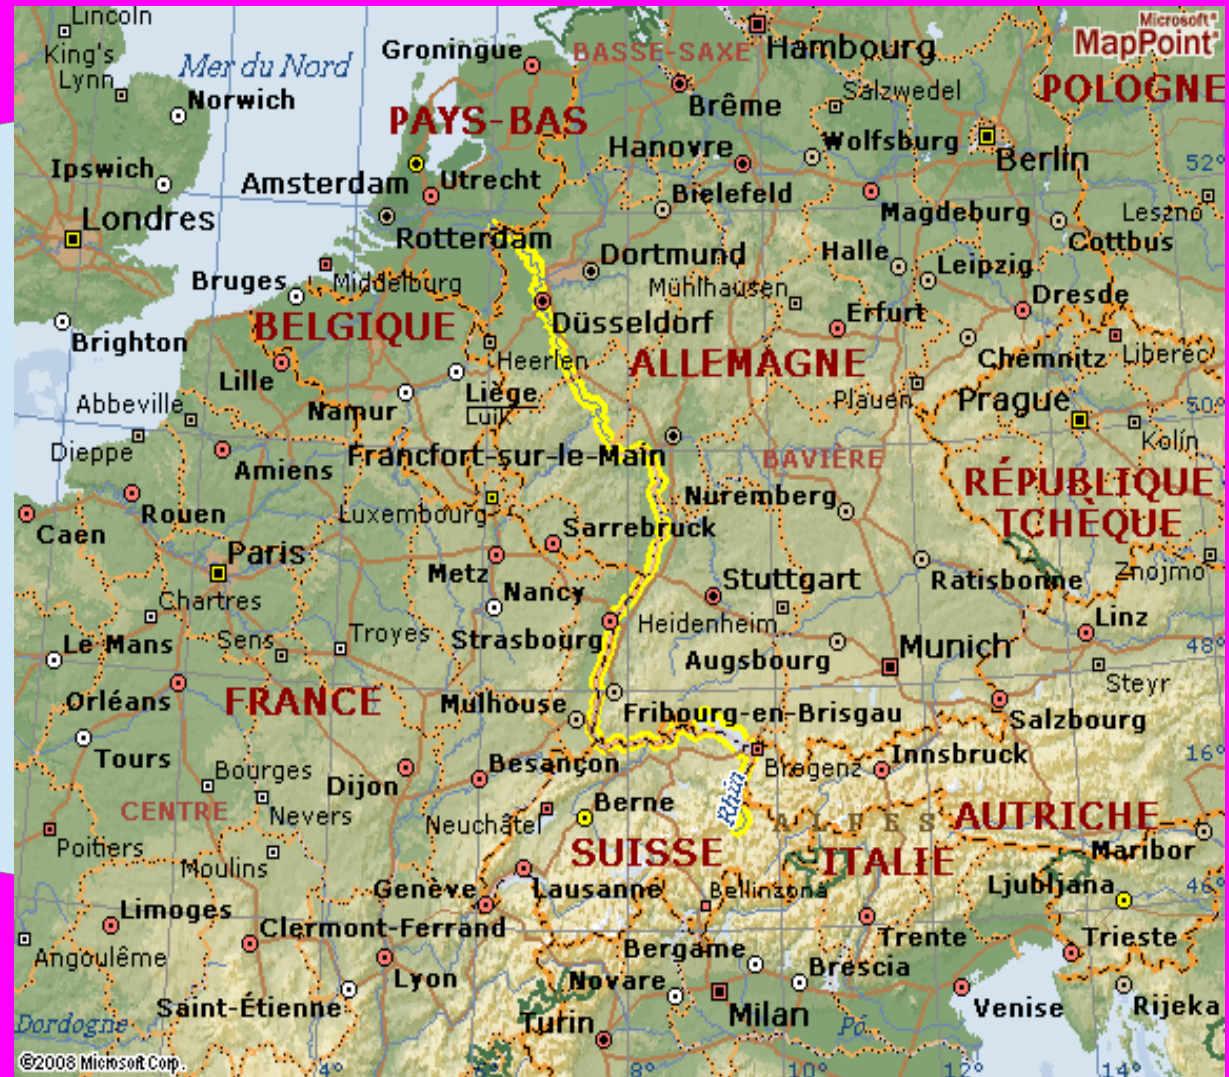 Lincoln
Microsoft®
MapPoint®
King's
Lynn
Mer du Nord
Groningue
BASSE-SAXE
Hambourg
Norwich
PAYS-BAS
Brême
Salzwedel
POLOGNE
Ipswich
Hanovre
Wolfsburg
Berlin
52°
Amsterdam
Utrecht
Bielefeld
Magdeburg
Leszno
Londres
Rotterdam
Dortmund
Halle
Cottbus
Leipzig
Bruges
Middelburg
Mühlhausen
Erfurt
Dresde
Brighton
BELGIQUE
Düsseldorf
Heerlen
ALLEMAGNE
Chemnitz
Liberec
Lille
Liège
Luik
Plauen
Prague
50°
Abbeville
Namur
Kolín
Dieppe
Amiens
Francfort-sur-le-Main
BAVIÈRE
RÉPUBLIQUE
TCHÈQUE
Rouen
Luxembourg
Nuremberg
Caen
Sarrebruck
Paris
Metz
Stuttgart
Ratisbonne
Znojmo
Chartres
Nancy
Heidenheim
Linz
Le Mans
Sens
Troyes
Strasbourg
Augsbourg
Munich
48°
Steyr
Orléans
FRANCE
Mulhouse
Fribourg-en-Brisgau
Salzbourg
Tours
Bourges
Dijon
Besançon
Bregenz
Innsbruck
16°
CENTRE
Nevers
Neuchâtel
Berne
Rhin
ALPES
AUTRICHE
Poitiers
Moulins
SUISSE
ITALIE
Maribor
Genève
Lausanne
Bellinzona
Ljubljana
46°
Limoges
Clermont-Ferrand
Trente
Trieste
Angoulême
Lyon
Bergame
Brescia
Saint-Étienne
Novare
Milan
Venise
Rijeka
Dordogne
Turin
Pô
©2008 Microsoft Corp.
4°
6°
8°
10°
12°
14°